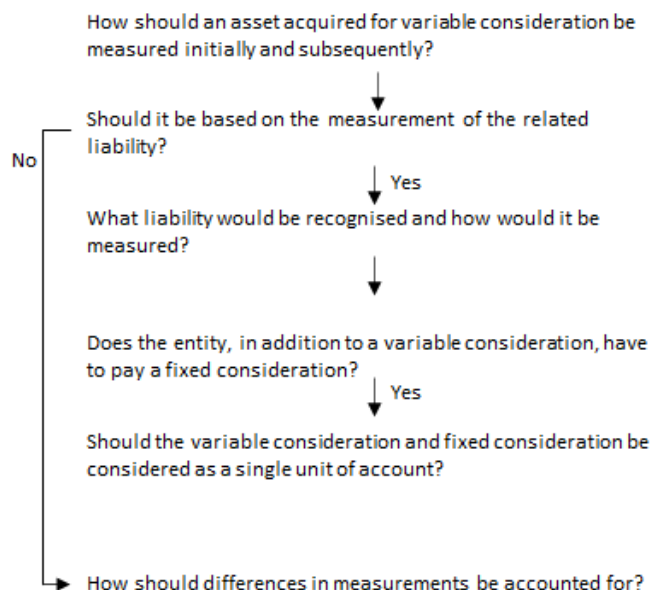 How should an asset acquired for variable consideration be
measured initially and subsequently?
Should it be based on the measurement of the related
liability?
No
Yes
What liability would be recognised and how would it be
measured?
Does the entity, in addition to a variable consideration, have
to pay a fixed consideration?
Yes
Should the variable consideration and fixed consideration be
considered as a single unit of account?
How should differences in measurements be accounted for?